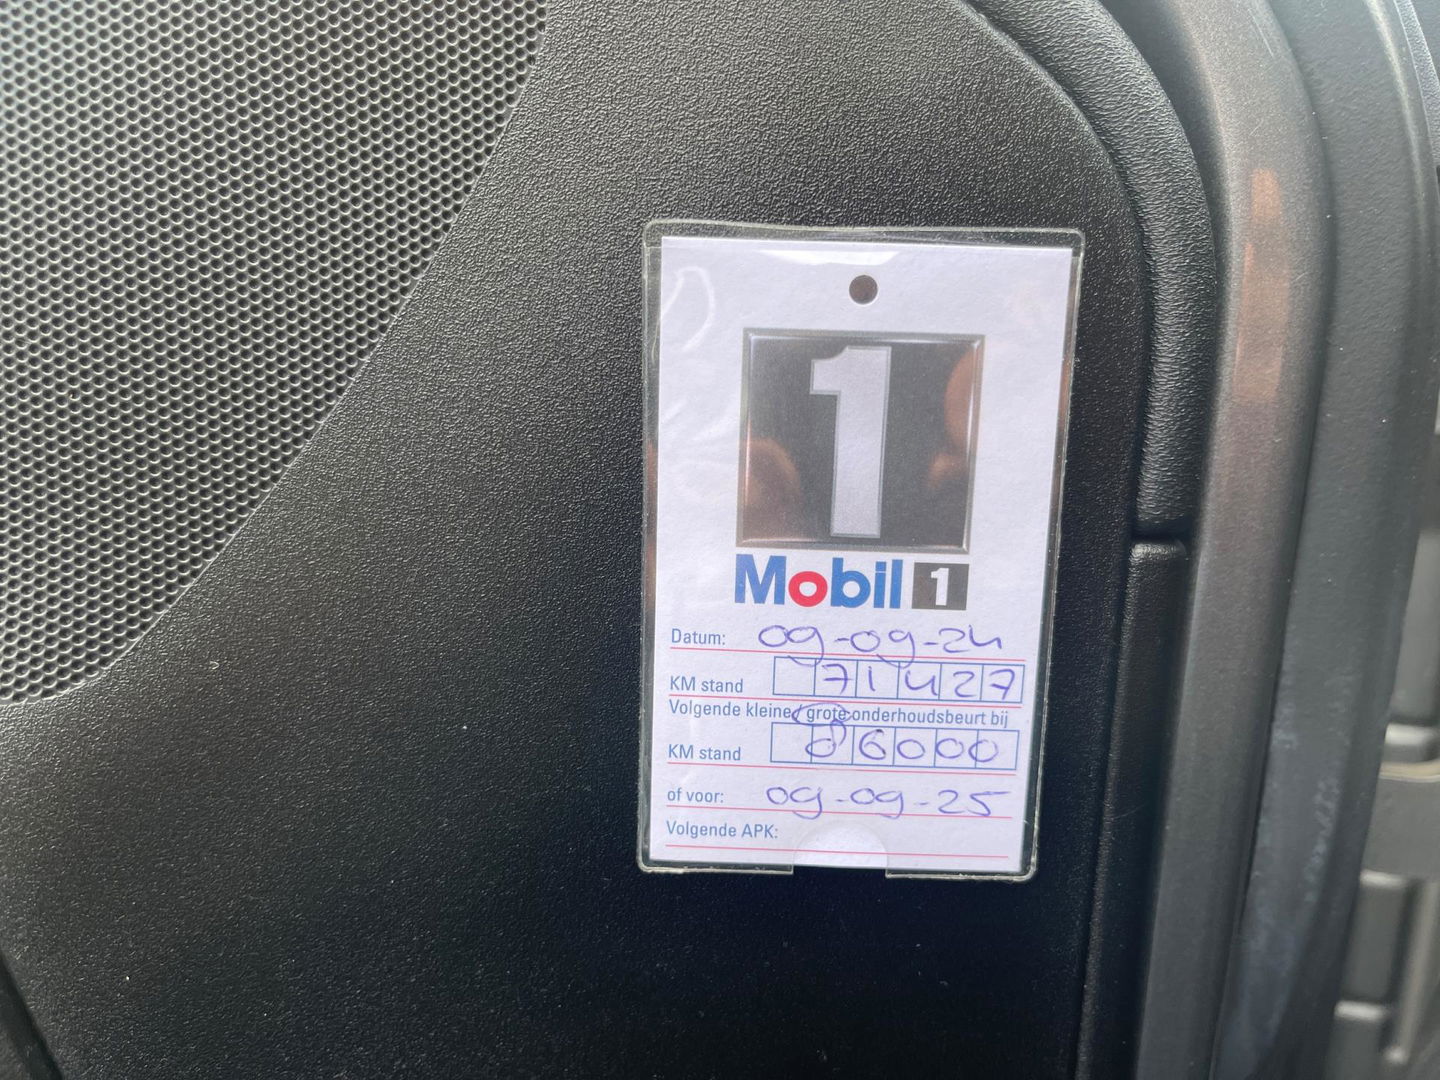 1
Mobil 1
Datum: 09-09-24
KM stand 71427
Volgende kleine / grote onderhoudsbeurt bij
KM stand 86000
of voor: 09-09-25
Volgende APK: